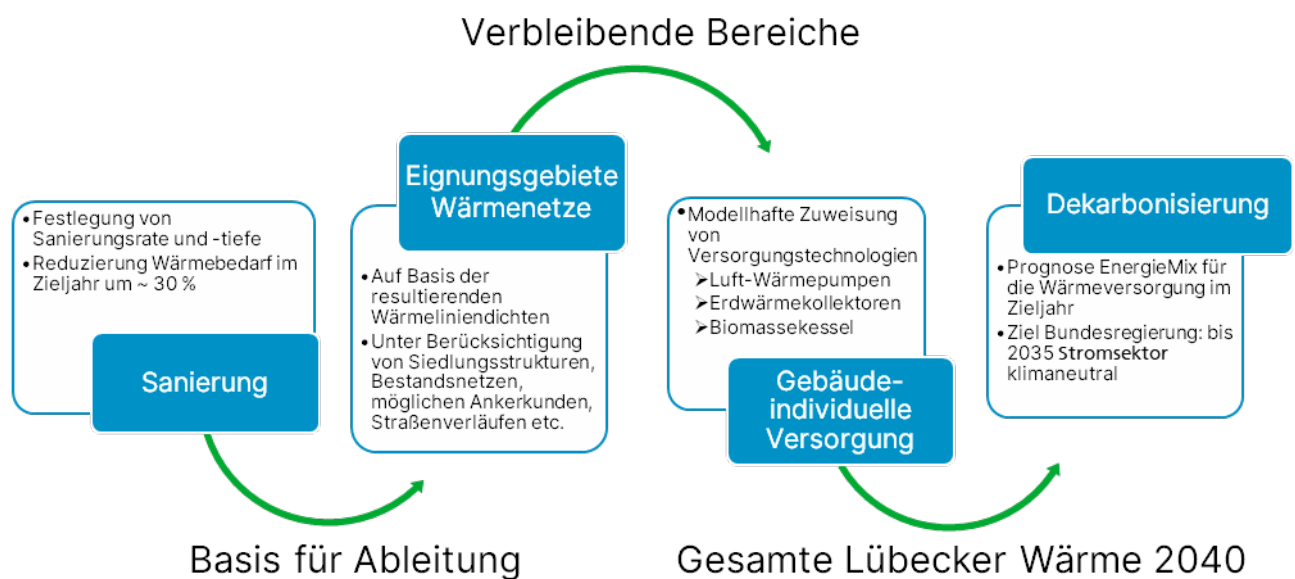 Verbleibende Bereiche
•Festlegung von
Sanierungsrate und -tiefe
•Reduzierung Wärmebedarf im
Zieljahr um ~ 30 %
Sanierung
Basis für Ableitung
Eignungsgebiete
Wärmenetze
•Auf Basis der
resultierenden
Wärmeliniendichten
•Unter Berücksichtigung
von Siedlungsstrukturen,
Bestandsnetzen,
möglichen Ankerkunden,
Straßenverläufen etc.
•Modellhafte Zuweisung
von
Versorgungstechnologien
➤Luft-Wärmepumpen
➤Erdwärmekollektoren
➤Biomassekessel
Gebäude-
individuelle
Versorgung
Gesamte Lübecker Wärme 2040
Dekarbonisierung
•Prognose EnergieMix für
die Wärmeversorgung im
Zieljahr
•Ziel Bundesregierung: bis
2035 Stromsektor
klimaneutral